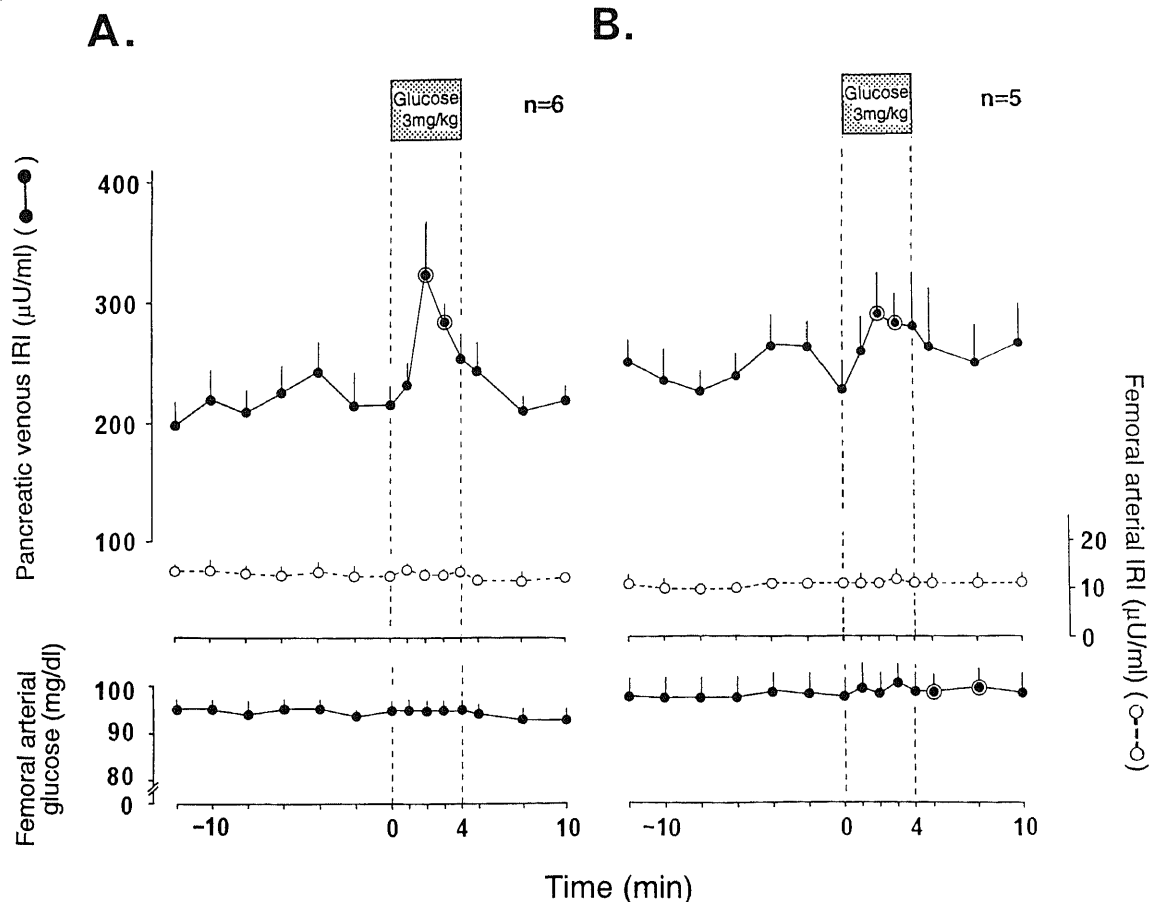 A.
B.
Glucose
3mg/kg
n=6
Glucose
3mg/kg
n=5
Pancreatic venous IRI (μU/ml) ( )
400
300
200
100
Femoral arterial IRI (μU/ml) ( )
20
10
0
Femoral arterial
glucose (mg/dl)
100
90
80
0
−10 0 4 10
−10 0 4 10
Time (min)